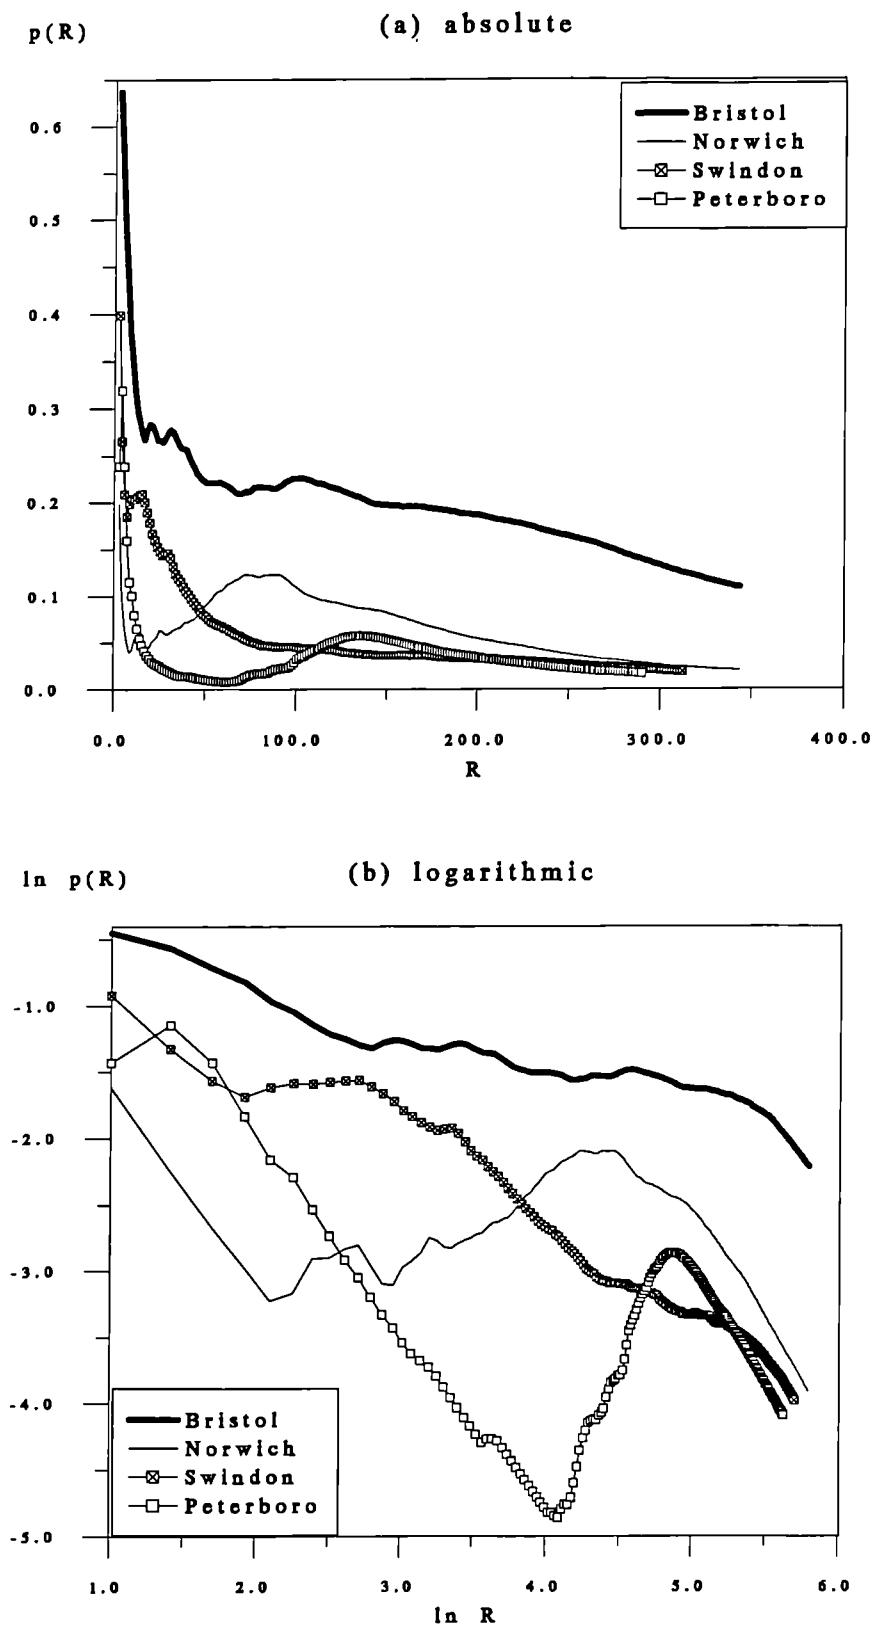 (a) absolute
p(R)
Bristol
Norwich
Swindon
Peterboro
0.6
0.5
0.4
0.3
0.2
0.1
0.0
0.0 100.0 200.0 300.0 400.0
R
(b) logarithmic
ln p(R)
-1.0
-2.0
-3.0
-4.0
-5.0
Bristol
Norwich
Swindon
Peterboro
1.0 2.0 3.0 4.0 5.0 6.0
ln R